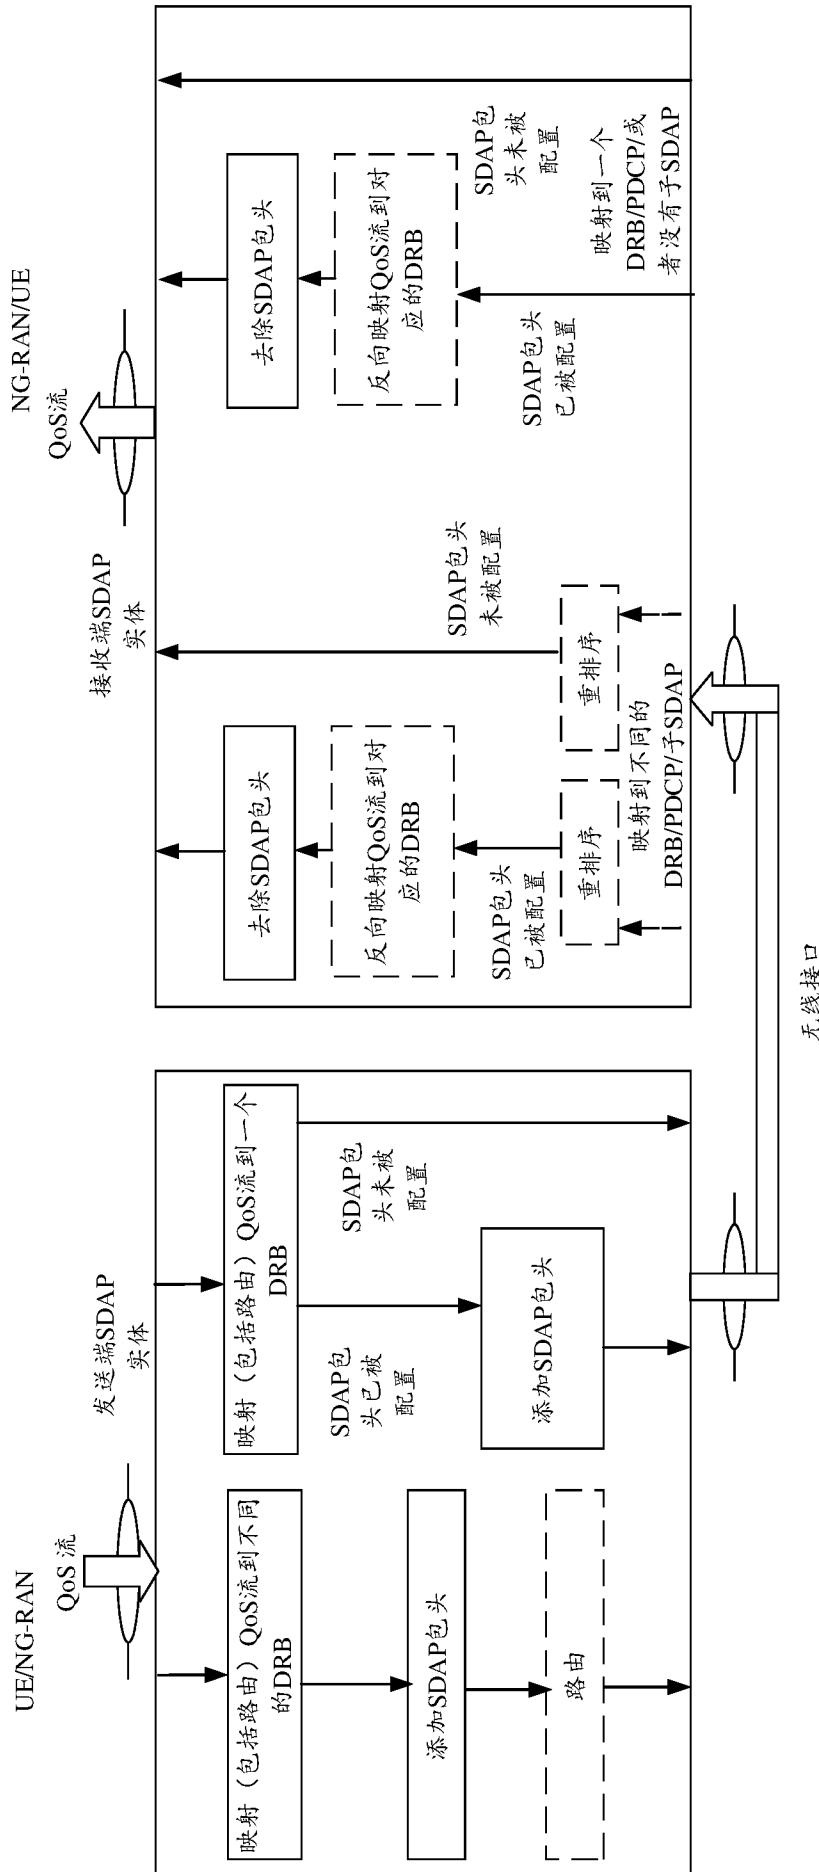 UE/NG-RAN
QoS 流
发送端SDAP
实体
映射（包括路由）QoS流到不同
的DRB
添加SDAP包头
路由
映射（包括路由）QoS流到一个
DRB
SDAP包
头已被
配置
SDAP包
头未被
配置
添加SDAP包头
无线接口
NG-RAN/UE
QoS流
接收端SDAP
实体
去除SDAP包头
反向映射QoS流到对
应的DRB
SDAP包头
已被配置
重排序
SDAP包头
未被配置
重排序
映射到不同的
DRB/PDCP/子SDAP
去除SDAP包头
反向映射QoS流到对
应的DRB
SDAP包头
已被配置
SDAP包
头未被
配置
映射到一个
DRB/PDCP/或
者没有子SDAP